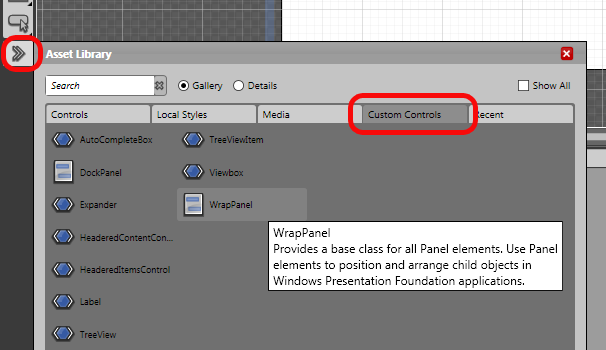 Asset Library
Search
Gallery
Details
Show All
Controls
Local Styles
Media
Custom Controls
Recent
AutoCompleteBox
TreeViewItem
DockPanel
Viewbox
Expander
WrapPanel
HeaderedContentCon...
HeaderedItemsControl
Label
TreeView
WrapPanel
Provides a base class for all Panel elements. Use Panel
elements to position and arrange child objects in
Windows Presentation Foundation applications.